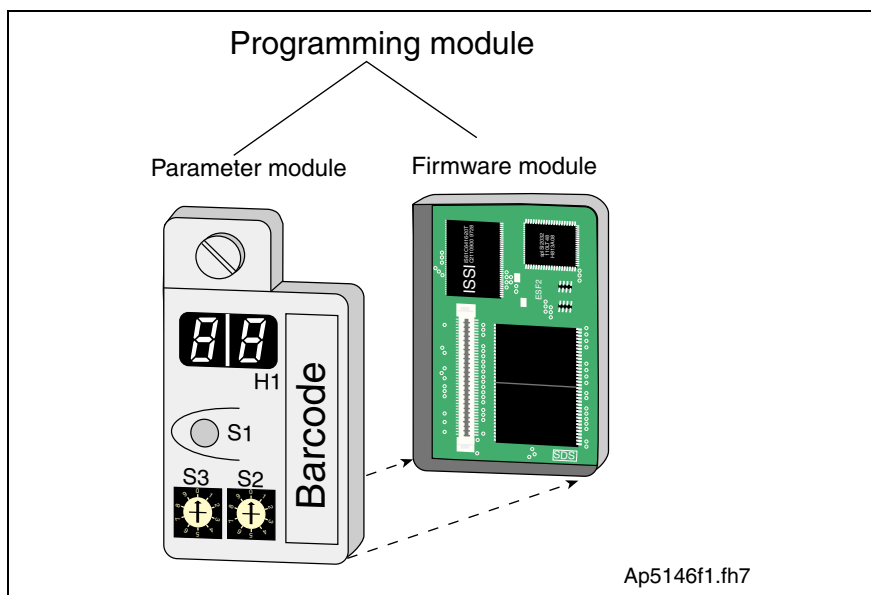 Programming module
Parameter module
Firmware module
ISSI
ESF2
H1
S1
Barcode
S3
S2
SDS
Ap5146f1.fh7